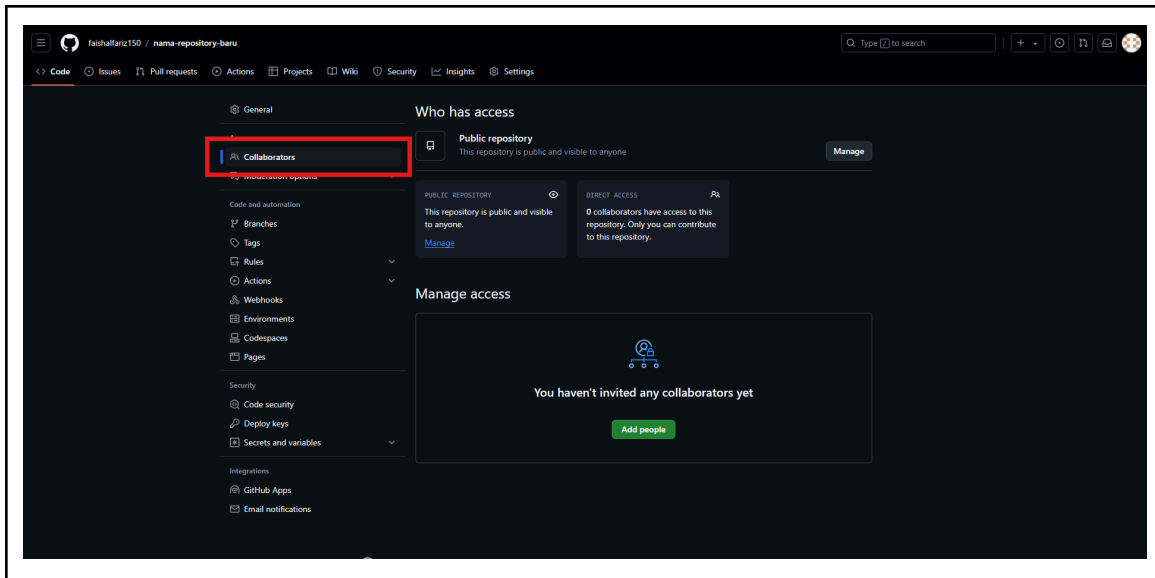 faishalfariz150 / nama-repository-baru
Type / to search
Code Issues Pull requests Actions Projects Wiki Security Insights Settings
General
Collaborators
Moderation options
Code and automation
Branches
Tags
Rules
Actions
Webhooks
Environments
Codespaces
Pages
Security
Code security
Deploy keys
Secrets and variables
Integrations
GitHub Apps
Email notifications
Who has access
Public repository
This repository is public and visible to anyone
Manage
PUBLIC REPOSITORY
This repository is public and visible
to anyone.
Manage
DIRECT ACCESS
0 collaborators have access to this
repository. Only you can contribute
to this repository.
Manage access
You haven't invited any collaborators yet
Add people